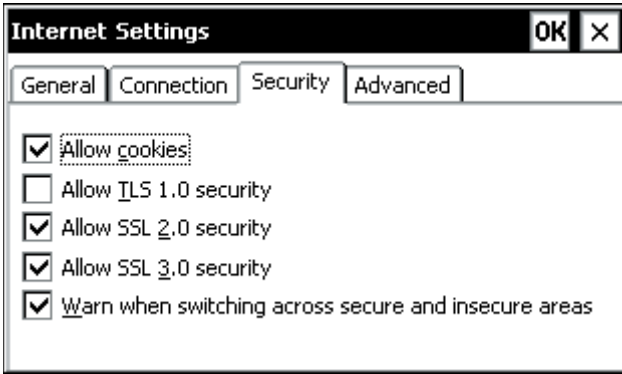 Internet Settings OK ×
General Connection Security Advanced
Allow cookies
Allow TLS 1.0 security
Allow SSL 2.0 security
Allow SSL 3.0 security
Warn when switching across secure and insecure areas